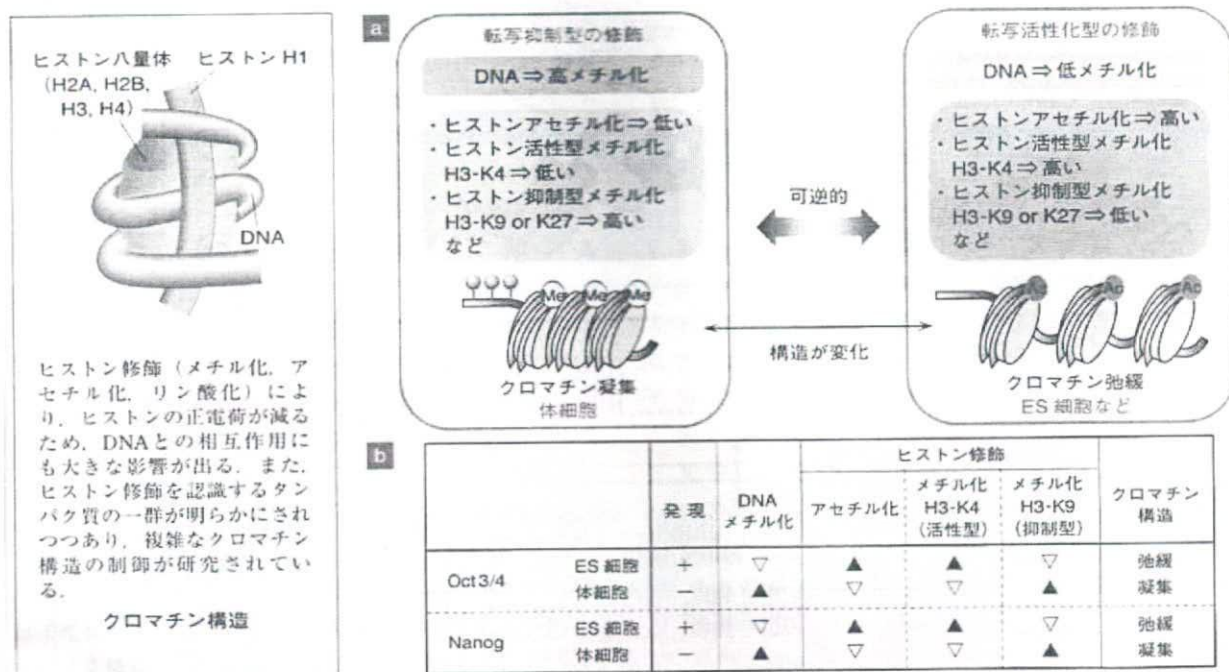 ヒストン八量体
(H2A, H2B,
H3, H4)
ヒストン H1
DNA
ヒストン修飾(メチル化, ア
セチル化, リン酸化)によ
り, ヒストンの正電荷が減る
ため, DNAとの相互作用に
も大きな影響が出る. また,
ヒストン修飾を認識するタン
パク質の一群が明らかにされ
つつあり, 複雑なクロマチン
構造の制御が研究されてい
る.
クロマチン構造
a
転写抑制型の修飾
DNA⇒高メチル化
・ヒストンアセチル化⇒低い
・ヒストン活性型メチル化
H3-K4⇒低い
・ヒストン抑制型メチル化
H3-K9 or K27⇒高い
など
Me Me Me
クロマチン凝集
体細胞
可逆的
構造が変化
転写活性化型の修飾
DNA⇒低メチル化
・ヒストンアセチル化⇒高い
・ヒストン活性型メチル化
H3-K4⇒高い
・ヒストン抑制型メチル化
H3-K9 or K27⇒低い
など
Ac Ac Ac
クロマチン弛緩
ES 細胞など
b
ヒストン修飾
発現 DNAメチル化 アセチル化 メチル化H3-K4(活性型) メチル化H3-K9(抑制型) クロマチン構造
Oct3/4 ES 細胞 + ▽ ▲ ▲ ▽ 弛緩
体細胞 − ▲ ▽ ▽ ▲ 凝集
Nanog ES 細胞 + ▽ ▲ ▲ ▽ 弛緩
体細胞 − ▲ ▽ ▽ ▲ 凝集